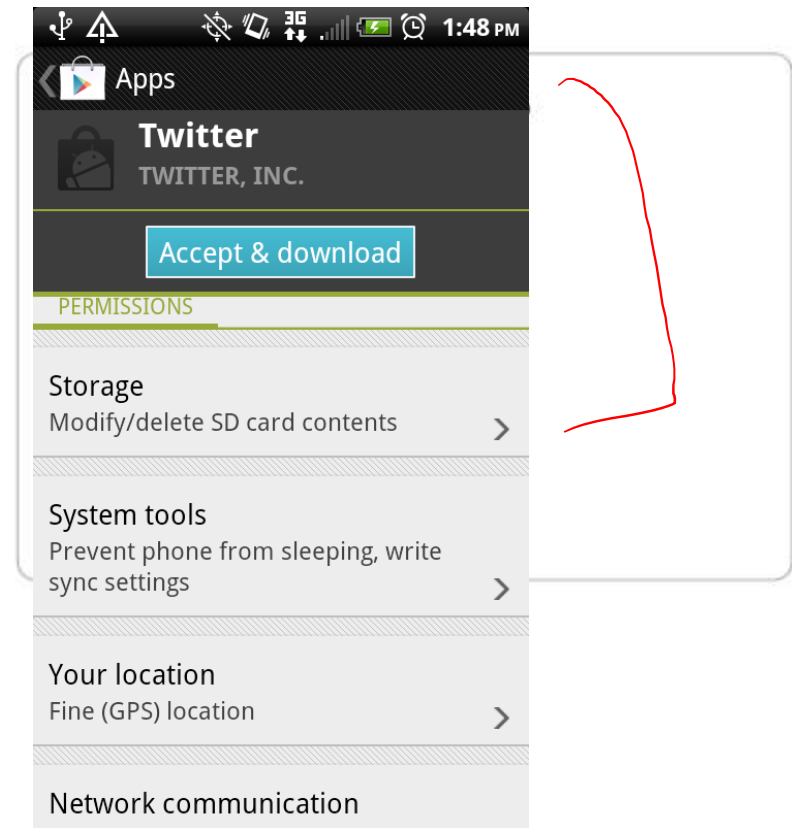 3G 1:48 PM
Apps
Twitter
TWITTER, INC.
Accept & download
PERMISSIONS
Storage
Modify/delete SD card contents
System tools
Prevent phone from sleeping, write
sync settings
Your location
Fine (GPS) location
Network communication